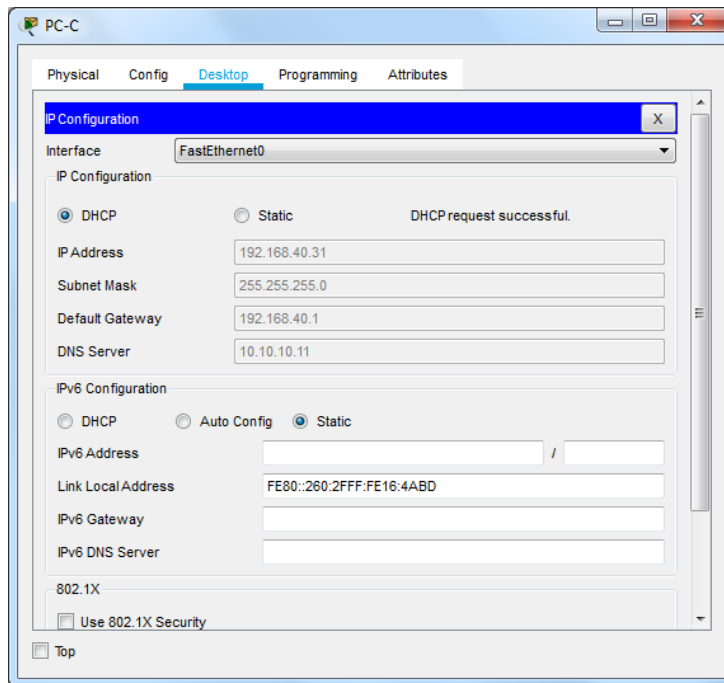 PC-C
Physical Config Desktop Programming Attributes
IP Configuration X
Interface FastEthernet0
IP Configuration
DHCP Static DHCP request successful.
IP Address 192.168.40.31
Subnet Mask 255.255.255.0
Default Gateway 192.168.40.1
DNS Server 10.10.10.11
IPv6 Configuration
DHCP Auto Config Static
IPv6 Address /
Link Local Address FE80::260:2FFF:FE16:4ABD
IPv6 Gateway
IPv6 DNS Server
802.1X
Use 802.1X Security
Top